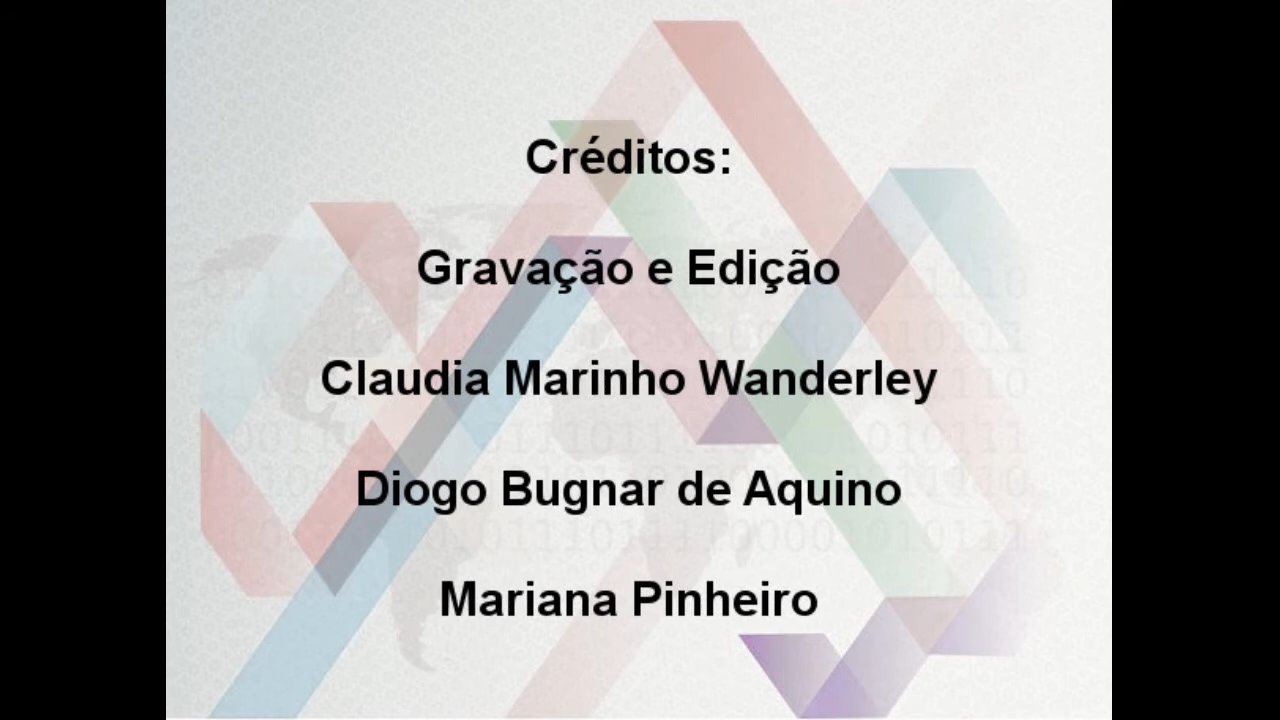 Créditos:
Gravação e Edição
Claudia Marinho Wanderley
Diogo Bugnar de Aquino
Mariana Pinheiro